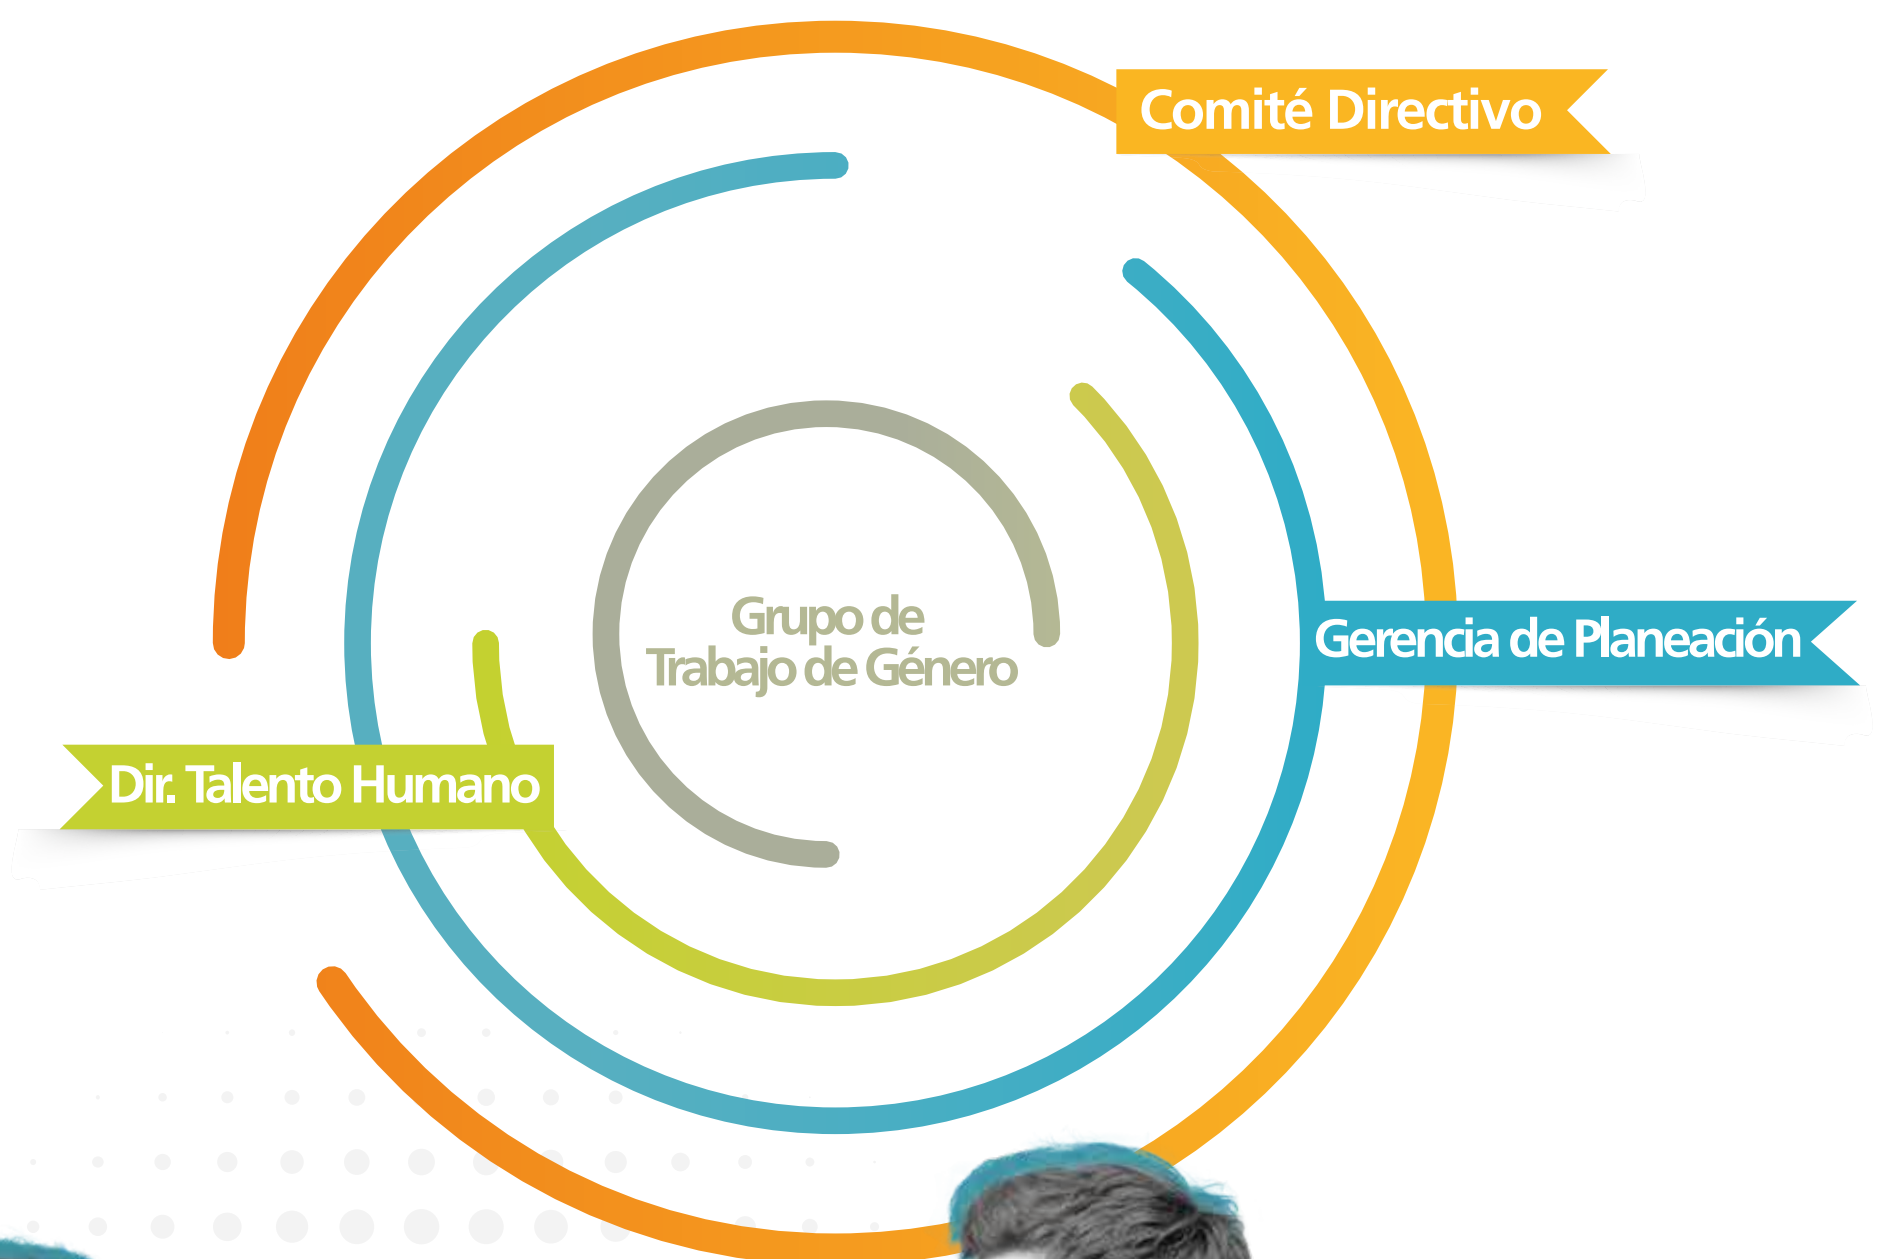 Comité Directivo
Grupo de
Trabajo de Género
Gerencia de Planeación
Dir. Talento Humano